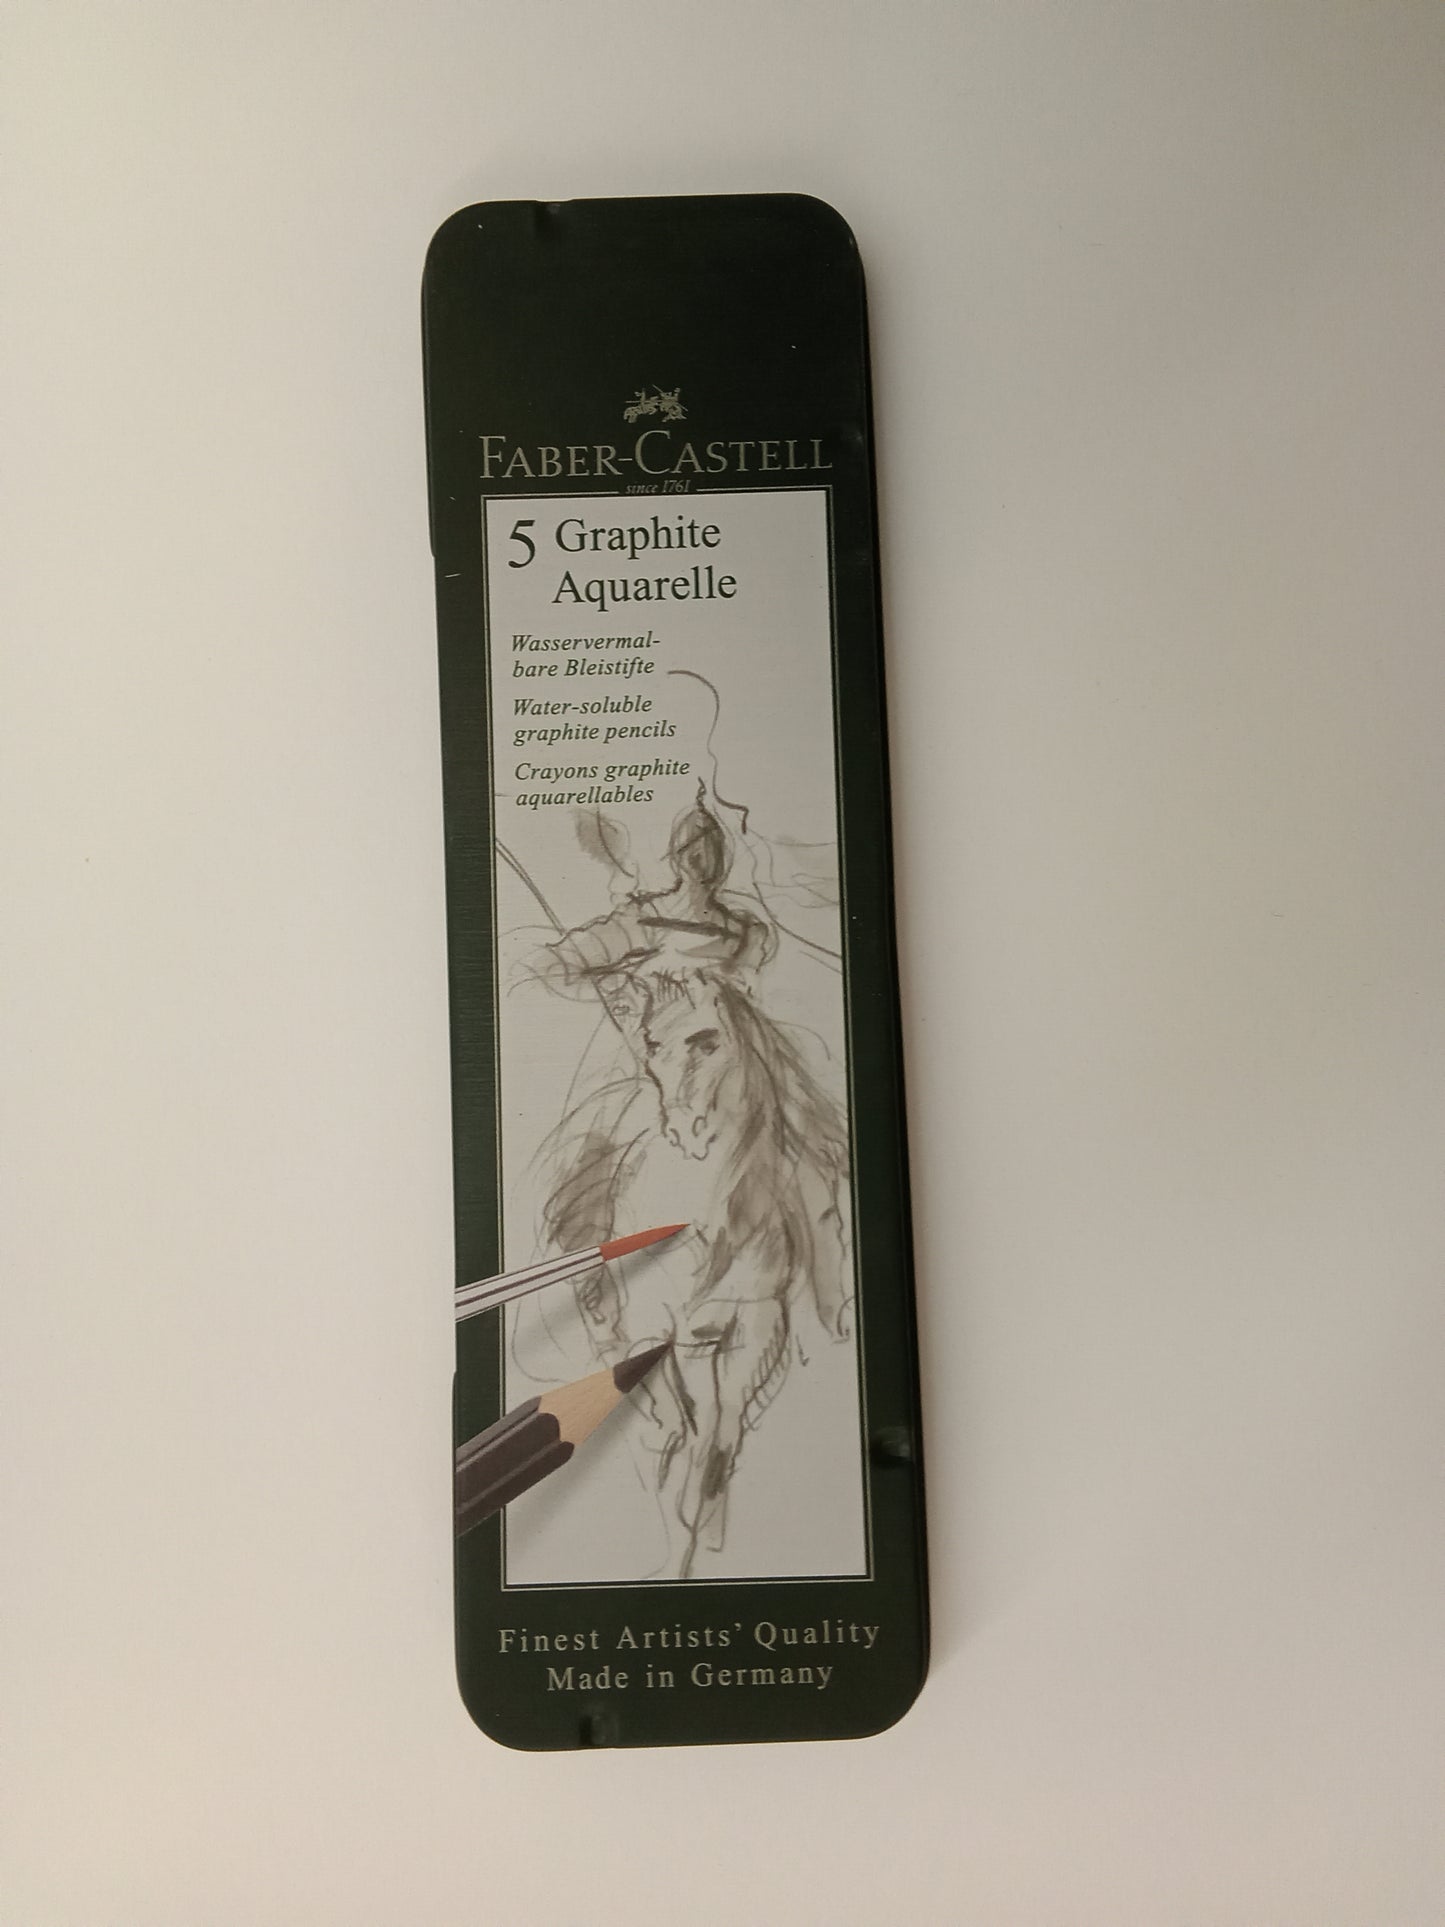 FABER-CASTELL
since 1761
5 Graphite
Aquarelle
Wasservermal-
bare Bleistifte
Water-soluble
graphite pencils
Crayons graphite
aquarellables
Finest Artists’ Quality
Made in Germany